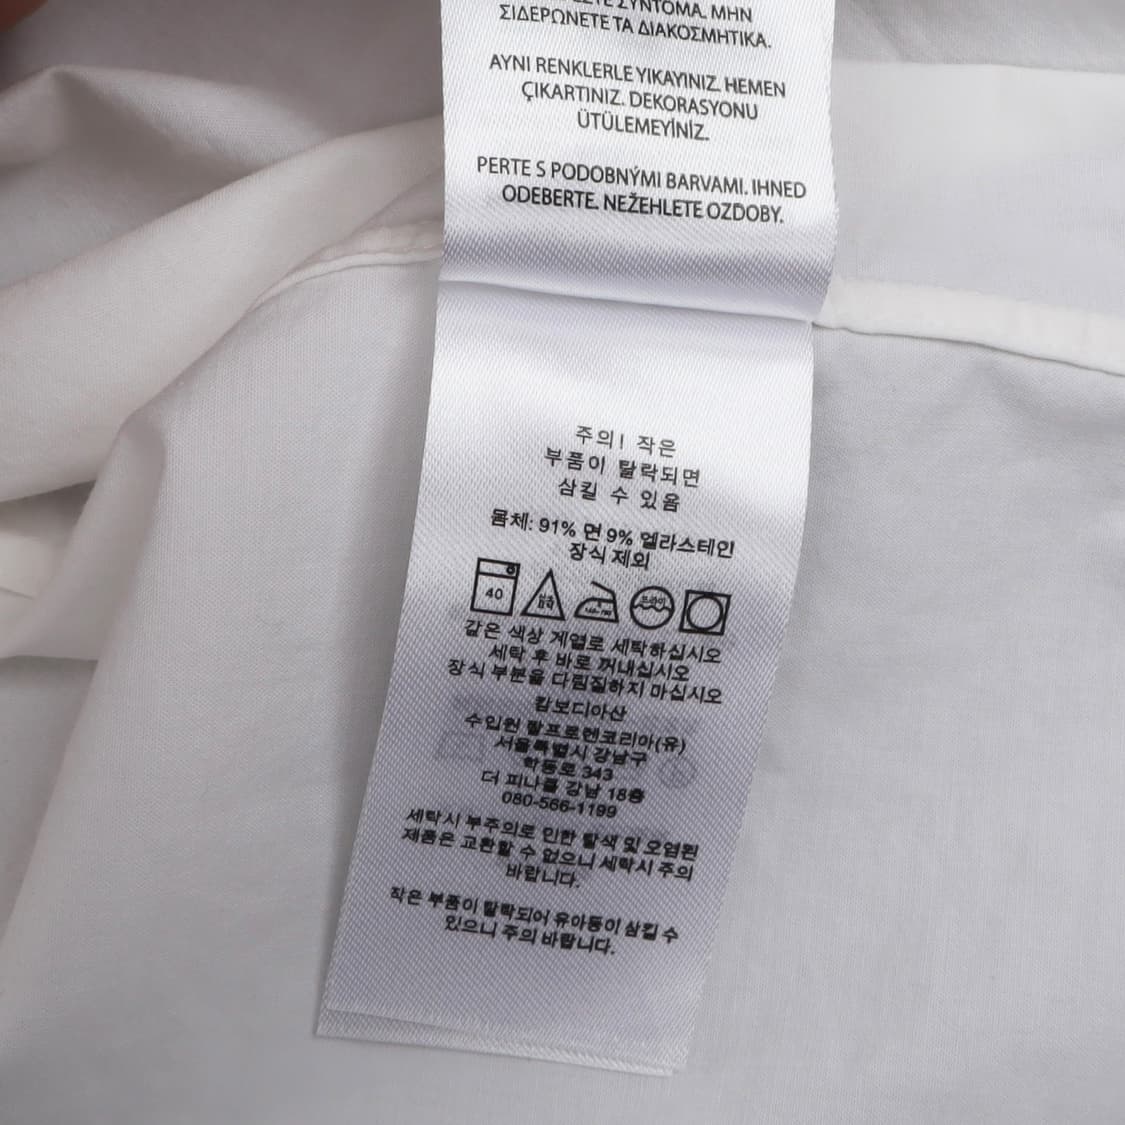 ΣΥΝΤΟΜΑ. ΜΗΝ
ΣΙΔΕΡΩΝΕΤΕ ΤΑ ΔΙΑΚΟΣΜΗΤΙΚΑ.
AYNI RENKLERLE YIKAYINIZ. HEMEN
ÇIKARTINIZ. DEKORASYONU
ÜTÜLEMEYİNİZ.
PERTE S PODOBNÝMI BARVAMI. IHNED
ODEBERTE. NEŽEHLETE OZDOBY.
주의! 작은
부품이 탈락되면
삼킬 수 있음
몸체: 91% 면 9% 엘라스테인
장식 제외
40
같은 색상 계열로 세탁하십시오
세탁 후 바로 꺼내십시오
장식 부분을 다림질하지 마십시오
캄보디아산
수입원 랄프로렌코리아(유)
서울특별시 강남구
학동로 343
더 피나클 강남 18층
080-566-1199
세탁시 부주의로 인한 탈색 및 오염된
제품은 교환할 수 없으니 세탁시 주의
바랍니다.
작은 부품이 탈락되어 유아동이 삼킬 수
있으니 주의 바랍니다.